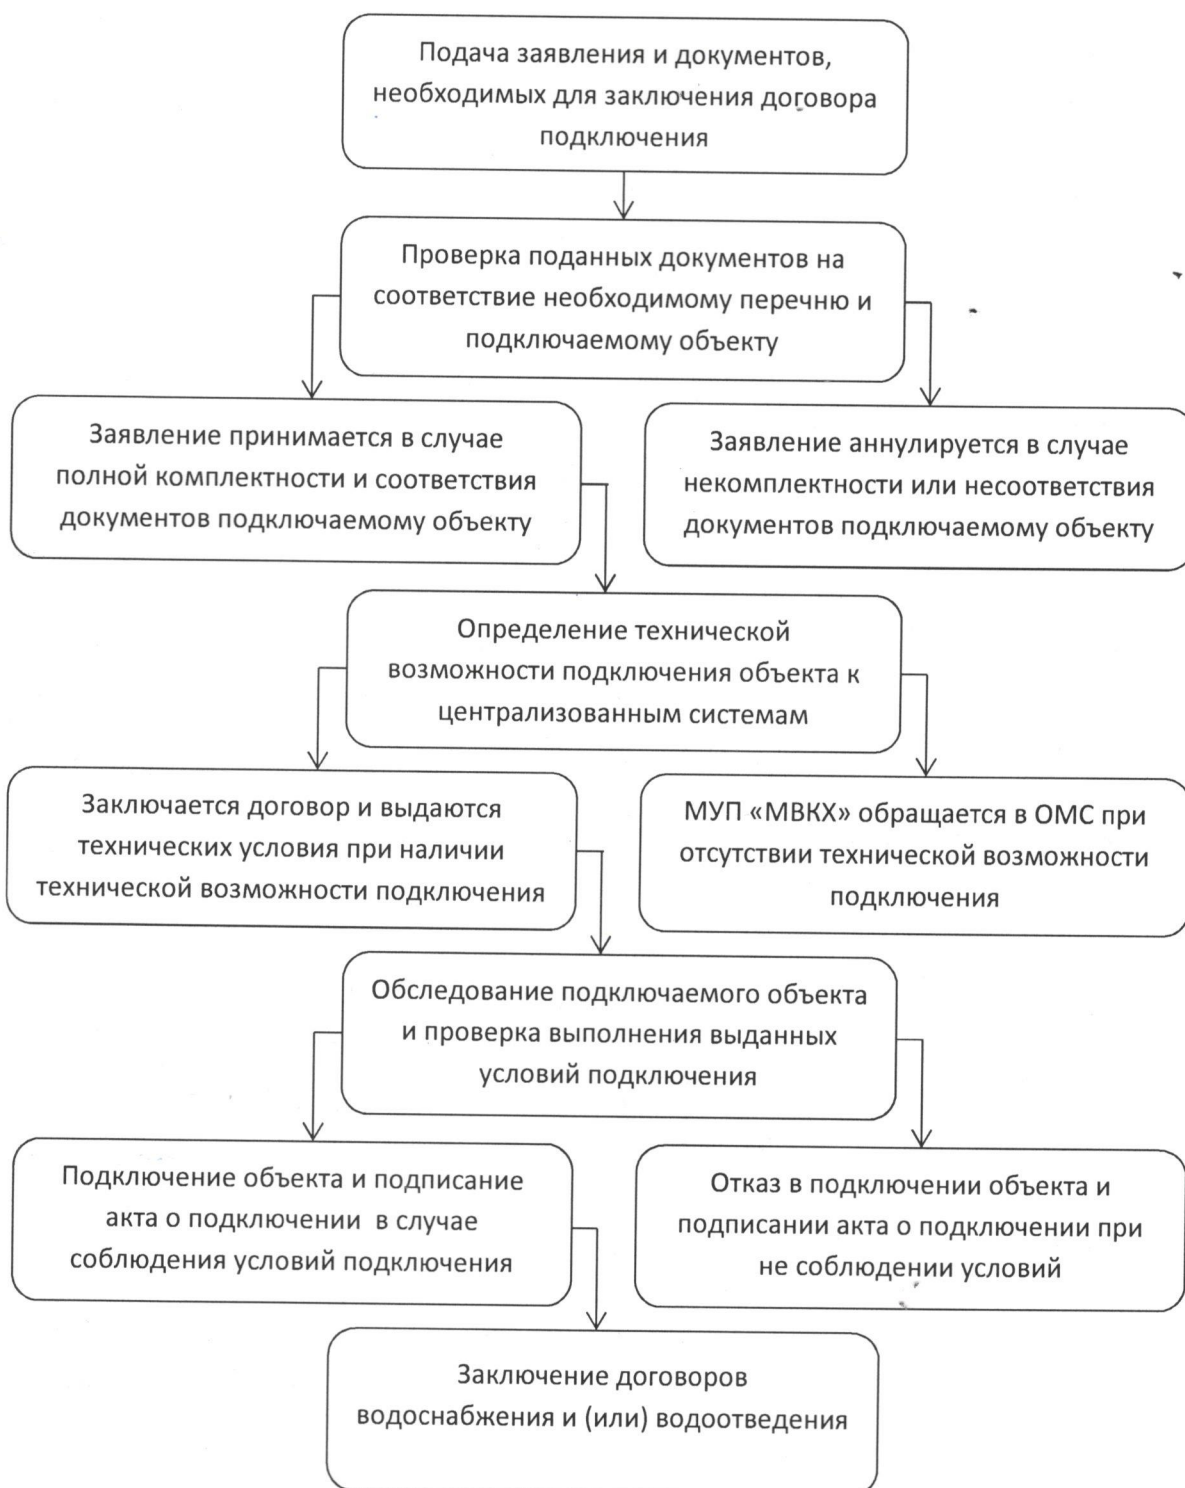 Подача заявления и документов,
необходимых для заключения договора
подключения
Проверка поданных документов на
соответствие необходимому перечню и
подключаемому объекту
Заявление принимается в случае
полной комплектности и соответствия
документов подключаемому объекту
Заявление аннулируется в случае
некомплектности или несоответствия
документов подключаемому объекту
Определение технической
возможности подключения объекта к
централизованным системам
Заключается договор и выдаются
технических условия при наличии
технической возможности подключения
МУП «МВКХ» обращается в ОМС при
отсутствии технической возможности
подключения
Обследование подключаемого объекта
и проверка выполнения выданных
условий подключения
Подключение объекта и подписание
акта о подключении в случае
соблюдения условий подключения
Отказ в подключении объекта и
подписании акта о подключении при
не соблюдении условий
Заключение договоров
водоснабжения и (или) водоотведения